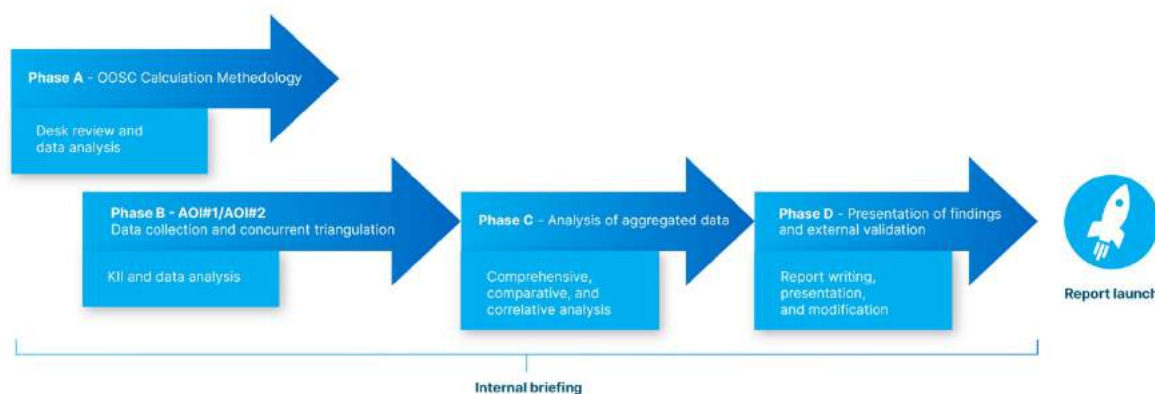 Phase A - OOSC Calculation Methedology
Desk review and
data analysis
Phase B - AOI#1/AOI#2
Data collection and concurrent triangulation
KII and data analysis
Phase C - Analysis of aggregated data
Comprehensive,
comparative, and
correlative analysis
Phase D - Presentation of findings
and external validation
Report writing,
presentation,
and modification
Report launch
Internal briefing